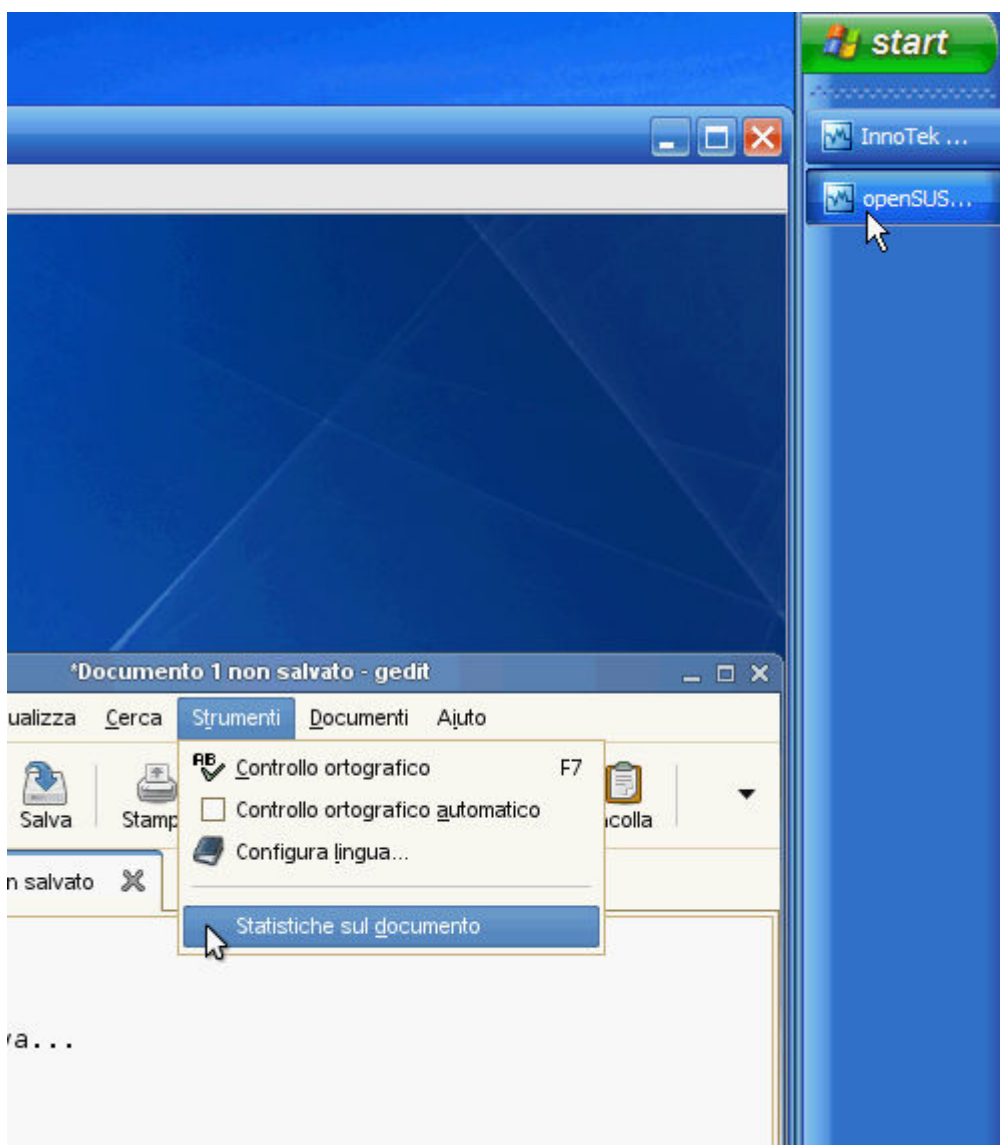 start
InnoTek ...
openSUS...
*Documento 1 non salvato - gedit
ualizza Cerca Strumenti Documenti Aiuto
Controllo ortografico F7
Controllo ortografico automatico
Configura lingua...
Statistiche sul documento
Salva Stamp colla
n salvato
va...